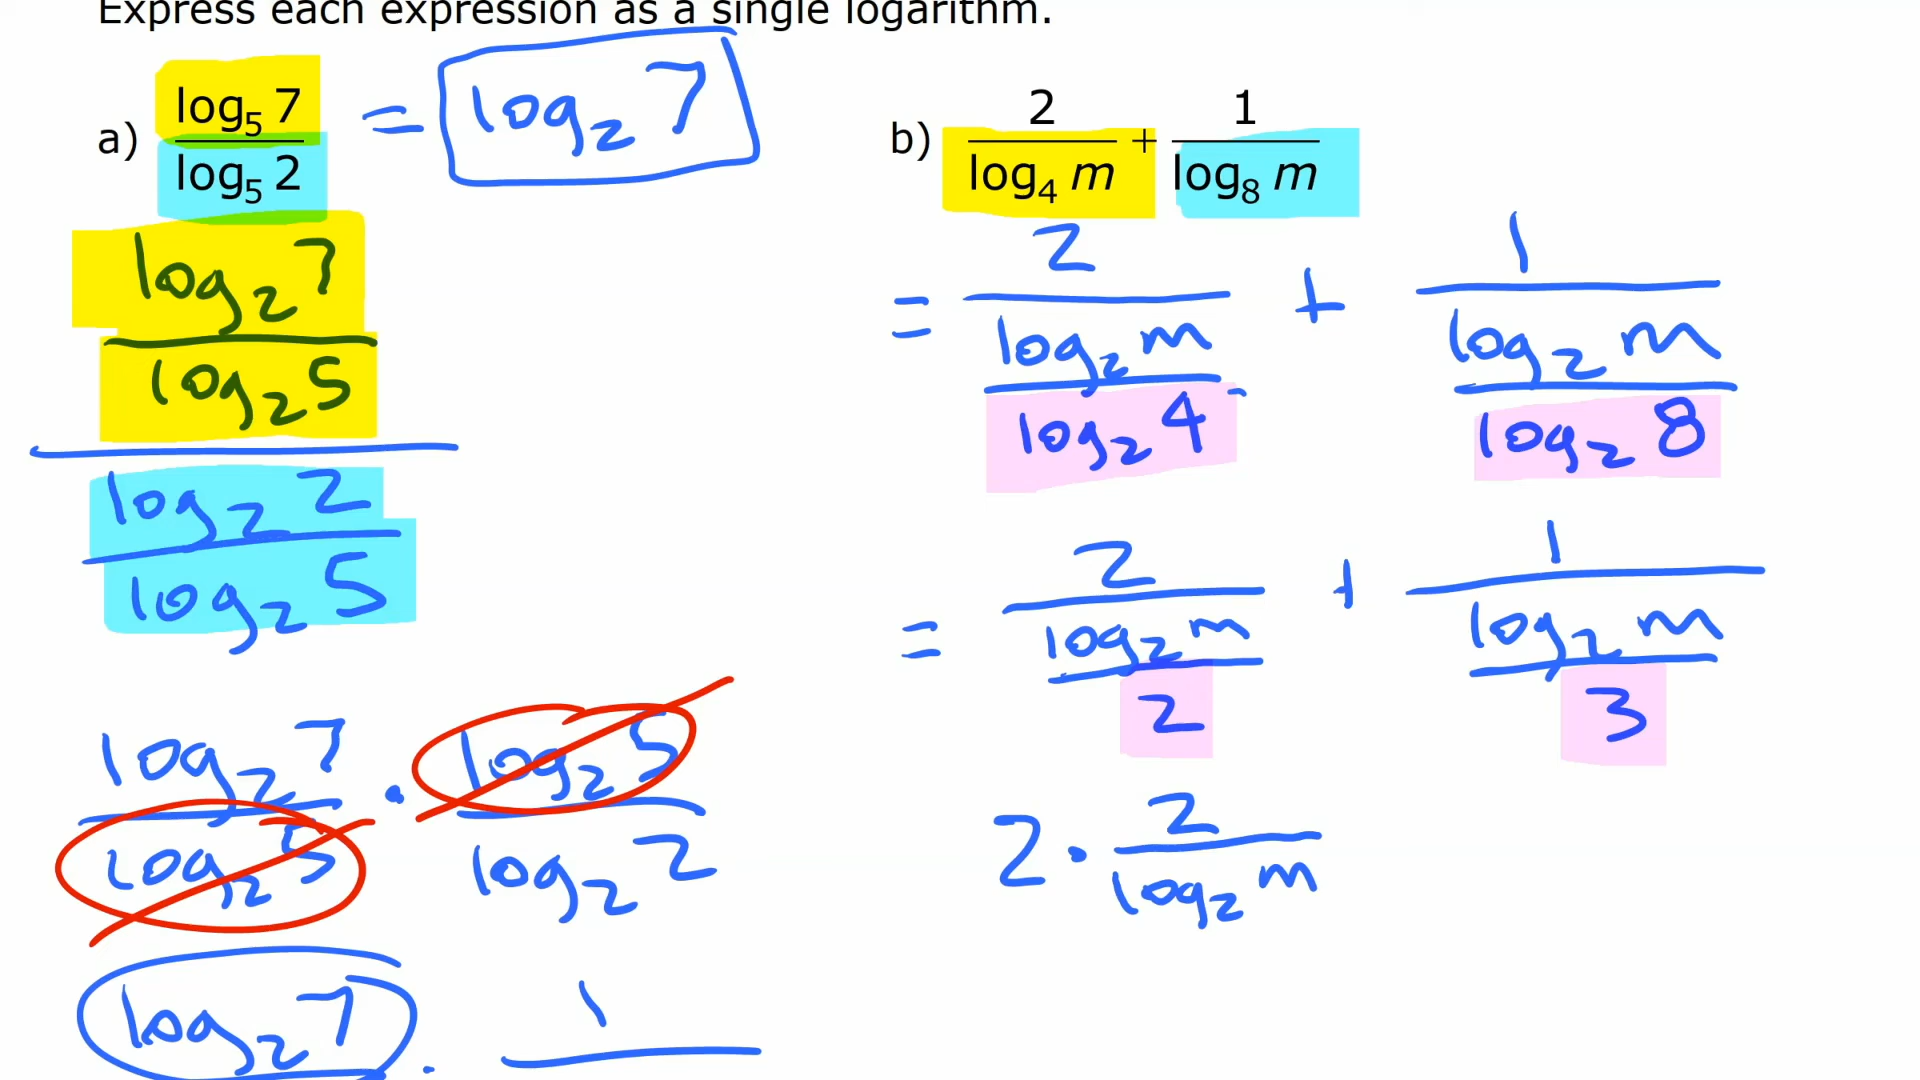 Express each expression as a single logarithm.
a) log₅ 7 / log₅ 2 = log₂ 7
log₂ 7
log₂ 5
log₂ 2
log₂ 5
log₂ 7 / log₂ 5 · log₂ 5 / log₂ 2
log₂ 7 · 1
b) 2 / log₄ m + 1 / log₈ m
= 2 / (log₂ m / log₂ 4) + 1 / (log₂ m / log₂ 8)
= 2 / (log₂ m / 2) + 1 / (log₂ m / 3)
2 · 2 / log₂ m